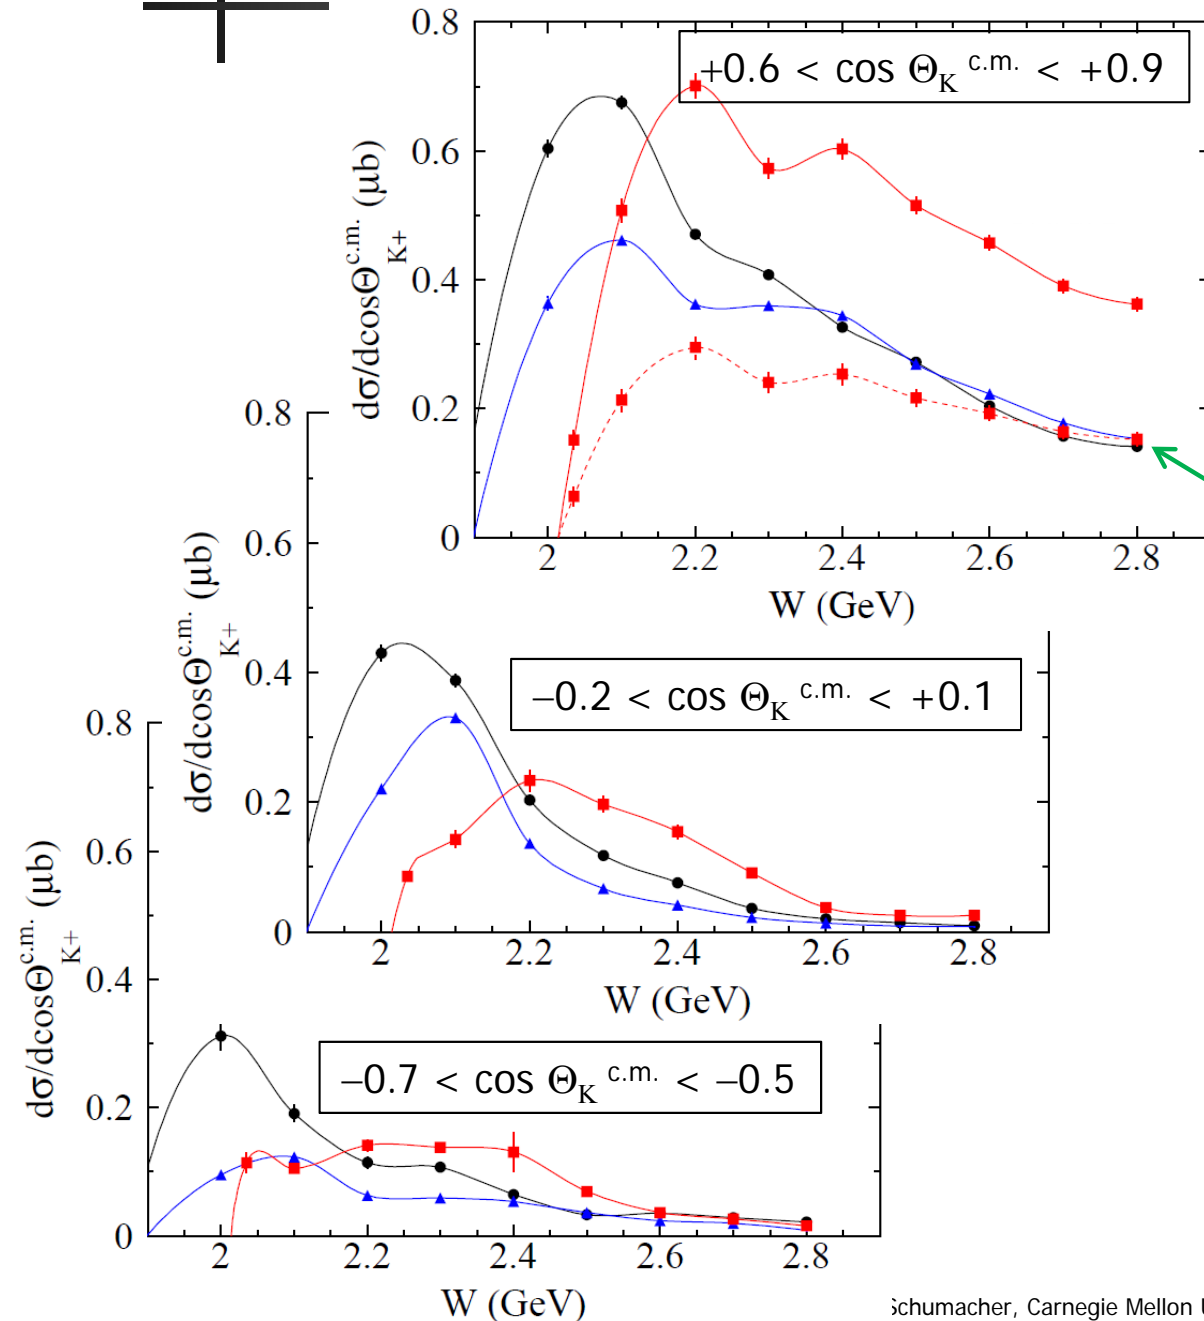 0.8
+0.6 < cos Θ_K ^c.m. < +0.9
0.6
0.4
0.2
0
dσ/dcosΘ^c.m._K+ (μb)
2 2.2 2.4 2.6 2.8
W (GeV)
0.8
0.6
0.4
0.2
0
dσ/dcosΘ^c.m._K+ (μb)
−0.2 < cos Θ_K ^c.m. < +0.1
2 2.2 2.4 2.6 2.8
W (GeV)
0.8
0.6
0.4
0.2
0
dσ/dcosΘ^c.m._K+ (μb)
−0.7 < cos Θ_K ^c.m. < −0.5
2 2.2 2.4 2.6 2.8
W (GeV)
Schumacher, Carnegie Mellon U